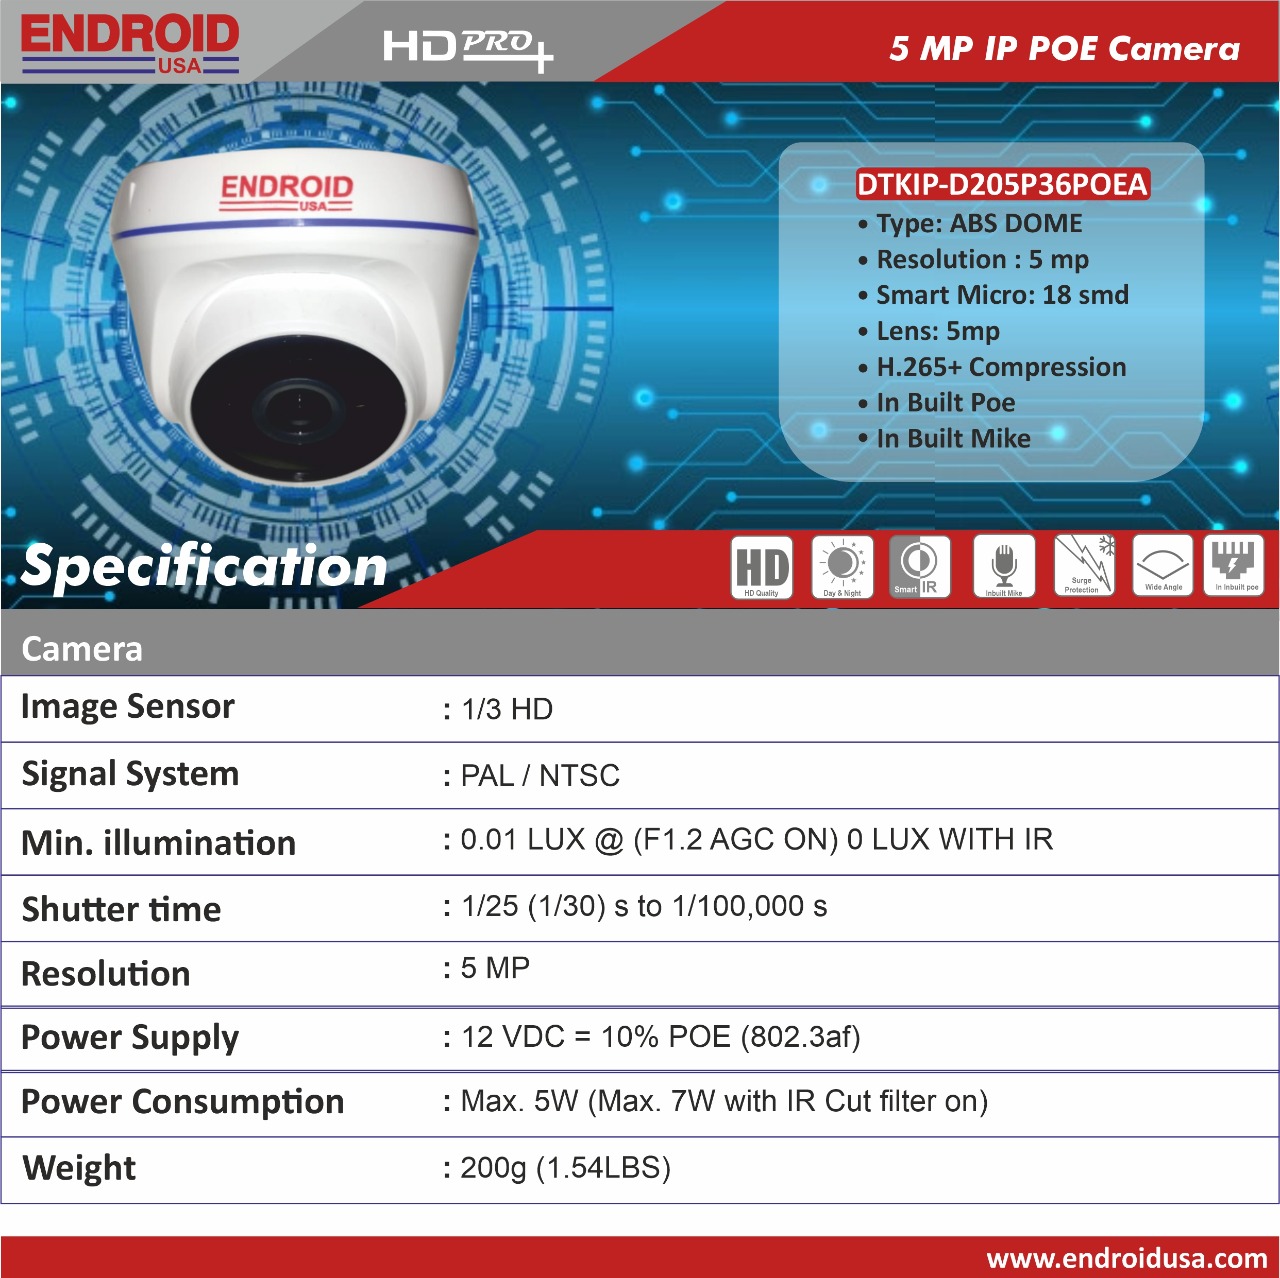 ENDROID
USA
HD PRO+
5 MP IP POE Camera
ENDROID
USA
DTKIP-D205P36POEA
• Type: ABS DOME
• Resolution : 5 mp
• Smart Micro: 18 smd
• Lens: 5mp
• H.265+ Compression
• In Built Poe
• In Built Mike
Specification
HD
HD Quality
Day & Night
Smart IR
Inbuilt Mike
Surge
Protection
Wide Angle
In Inbuilt poe
Camera
Image Sensor : 1/3 HD
Signal System : PAL / NTSC
Min. illumination : 0.01 LUX @ (F1.2 AGC ON) 0 LUX WITH IR
Shutter time : 1/25 (1/30) s to 1/100,000 s
Resolution : 5 MP
Power Supply : 12 VDC = 10% POE (802.3af)
Power Consumption : Max. 5W (Max. 7W with IR Cut filter on)
Weight : 200g (1.54LBS)
www.endroidusa.com